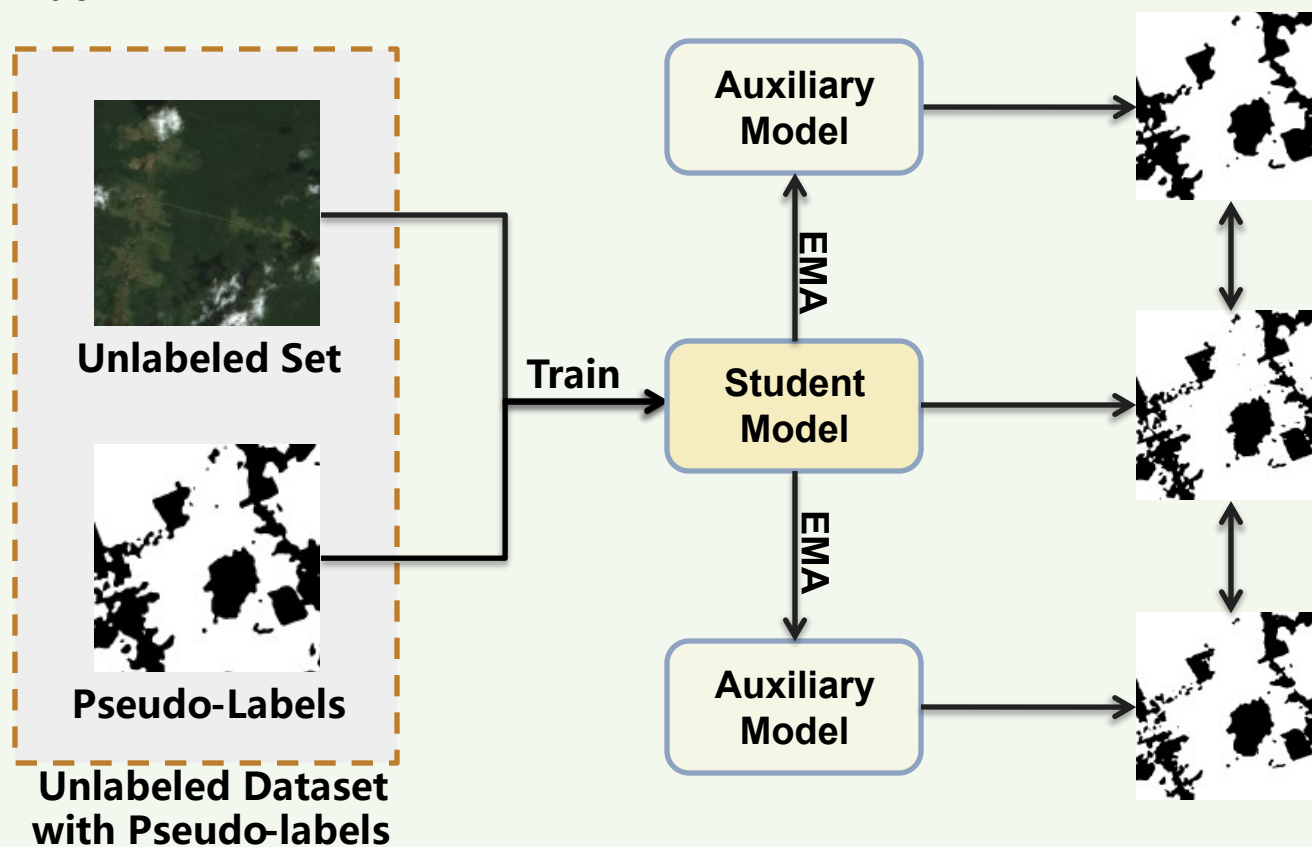 Unlabeled Set
Pseudo-Labels
Unlabeled Dataset
with Pseudo-labels
Train
Auxiliary
Model
EMA
Student
Model
EMA
Auxiliary
Model